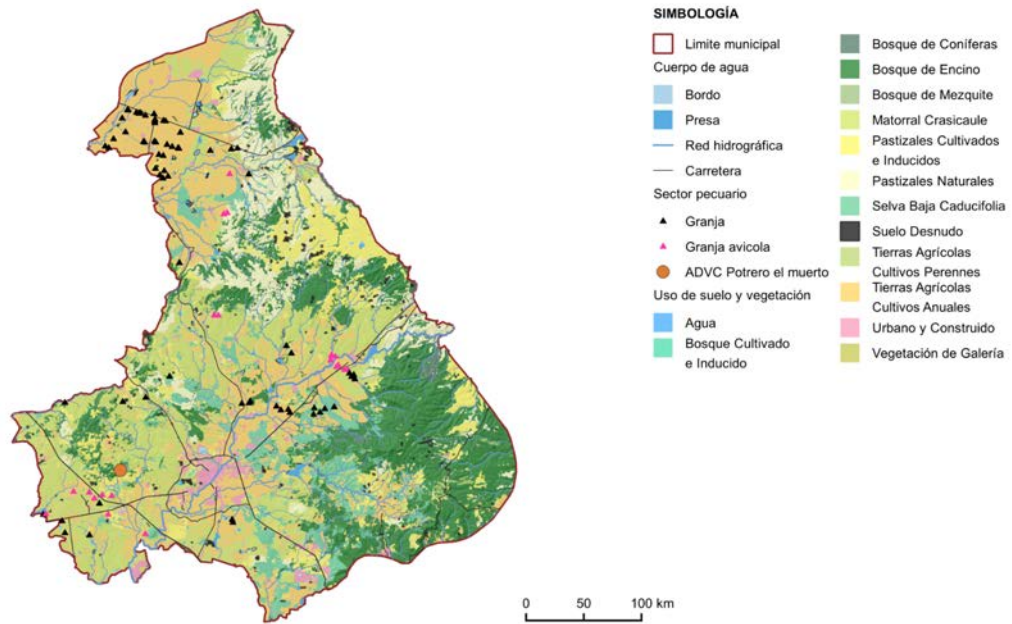 SIMBOLOGÍA
Limite municipal
Cuerpo de agua
Bordo
Presa
Red hidrográfica
Carretera
Sector pecuario
Granja
Granja avicola
ADVC Potrero el muerto
Uso de suelo y vegetación
Agua
Bosque Cultivado
e Inducido
Bosque de Coníferas
Bosque de Encino
Bosque de Mezquite
Matorral Crasicaule
Pastizales Cultivados
e Inducidos
Pastizales Naturales
Selva Baja Caducifolia
Suelo Desnudo
Tierras Agrícolas
Cultivos Perennes
Tierras Agrícolas
Cultivos Anuales
Urbano y Construido
Vegetación de Galería
0 50 100 km